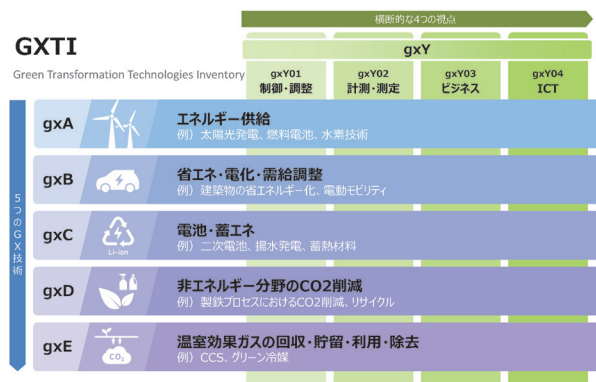 横断的な4つの視点
GXTI
gxY
Green Transformation Technologies Inventory
gxY01
制御・調整
gxY02
計測・測定
gxY03
ビジネス
gxY04
ICT
5つのGX技術
gxA
エネルギー供給
例）太陽光発電、燃料電池、水素技術
gxB
省エネ・電化・需給調整
例）建築物の省エネルギー化、電動モビリティ
gxC
Li-ion
電池・蓄エネ
例）二次電池、揚水発電、蓄熱材料
gxD
非エネルギー分野のCO2削減
例）製鉄プロセスにおけるCO2削減、リサイクル
gxE
CO₂
温室効果ガスの回収・貯留・利用・除去
例）CCS、グリーン冷媒